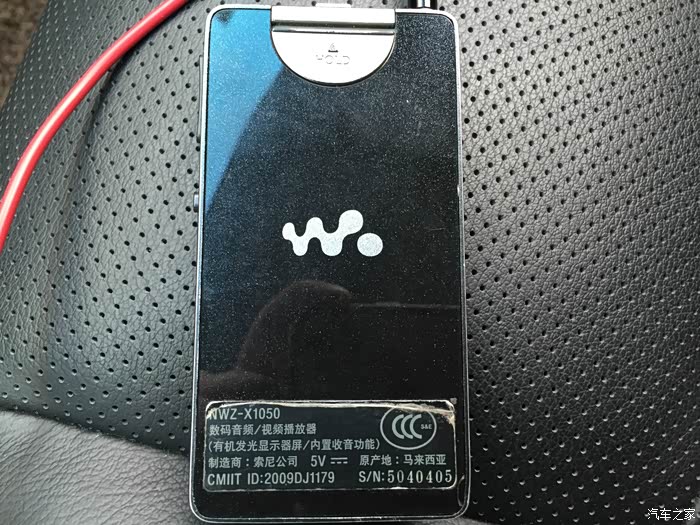 HOLD
NWZ-X1050
数码音频/视频播放器
(有机发光显示器屏/内置收音功能)
CCC S&E
制造商：索尼公司 5V⎓ 原产地：马来西亚
CMIIT ID:2009DJ1179 S/N:5040405
汽车之家